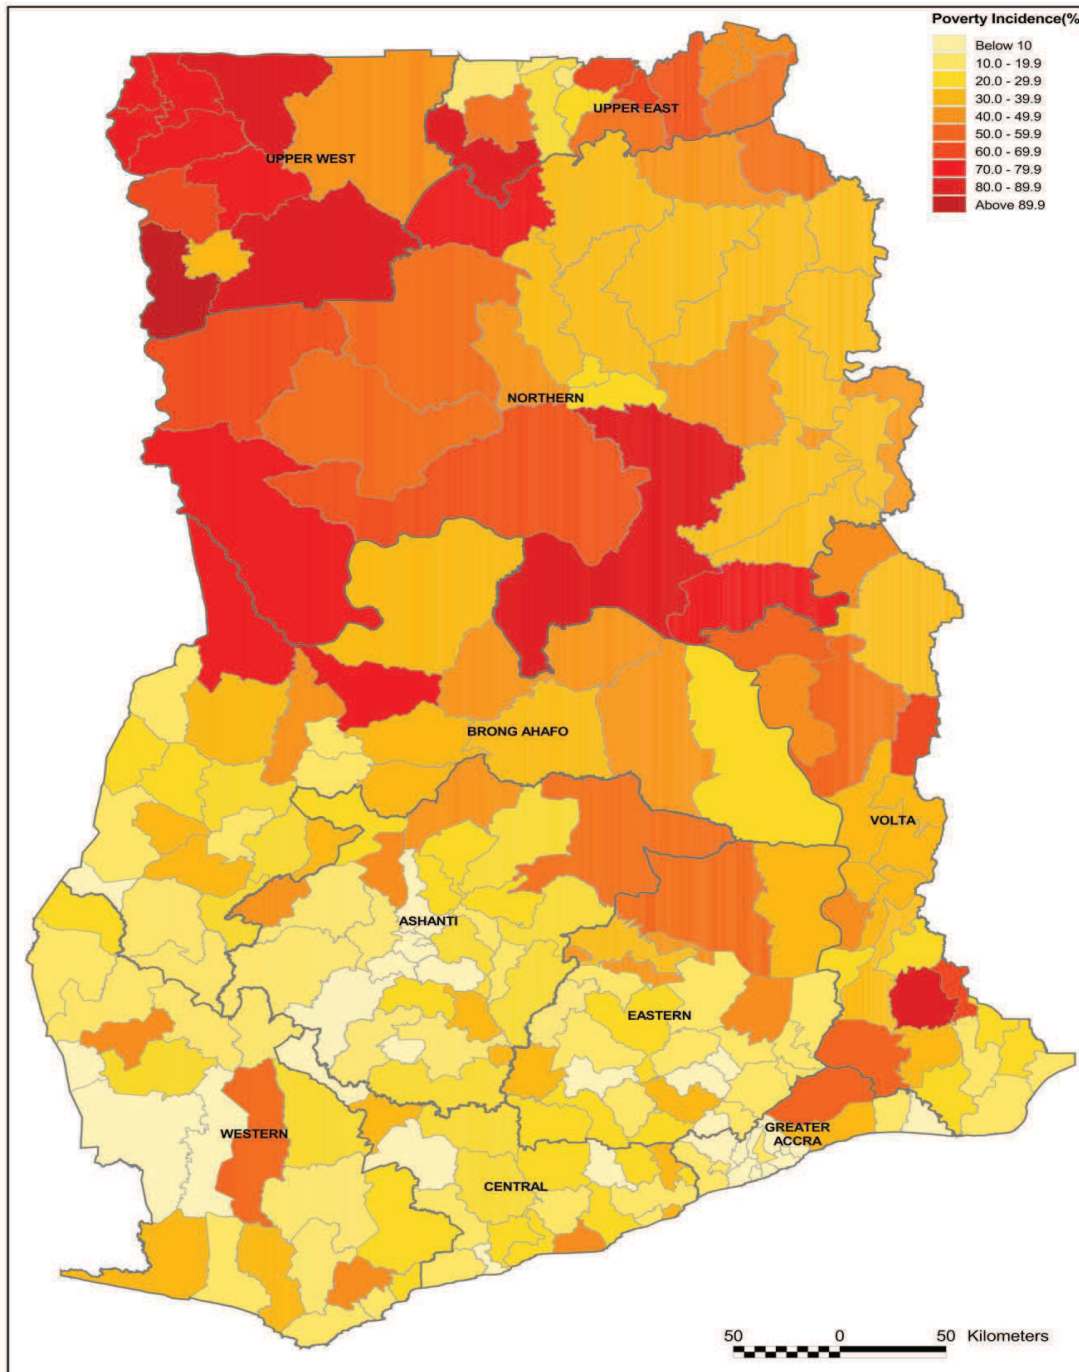 Poverty Incidence(%
Below 10
10.0 - 19.9
20.0 - 29.9
30.0 - 39.9
40.0 - 49.9
50.0 - 59.9
60.0 - 69.9
70.0 - 79.9
80.0 - 89.9
Above 89.9
UPPER EAST
UPPER WEST
NORTHERN
BRONG AHAFO
VOLTA
ASHANTI
EASTERN
WESTERN
GREATER
ACCRA
CENTRAL
50 0 50 Kilometers